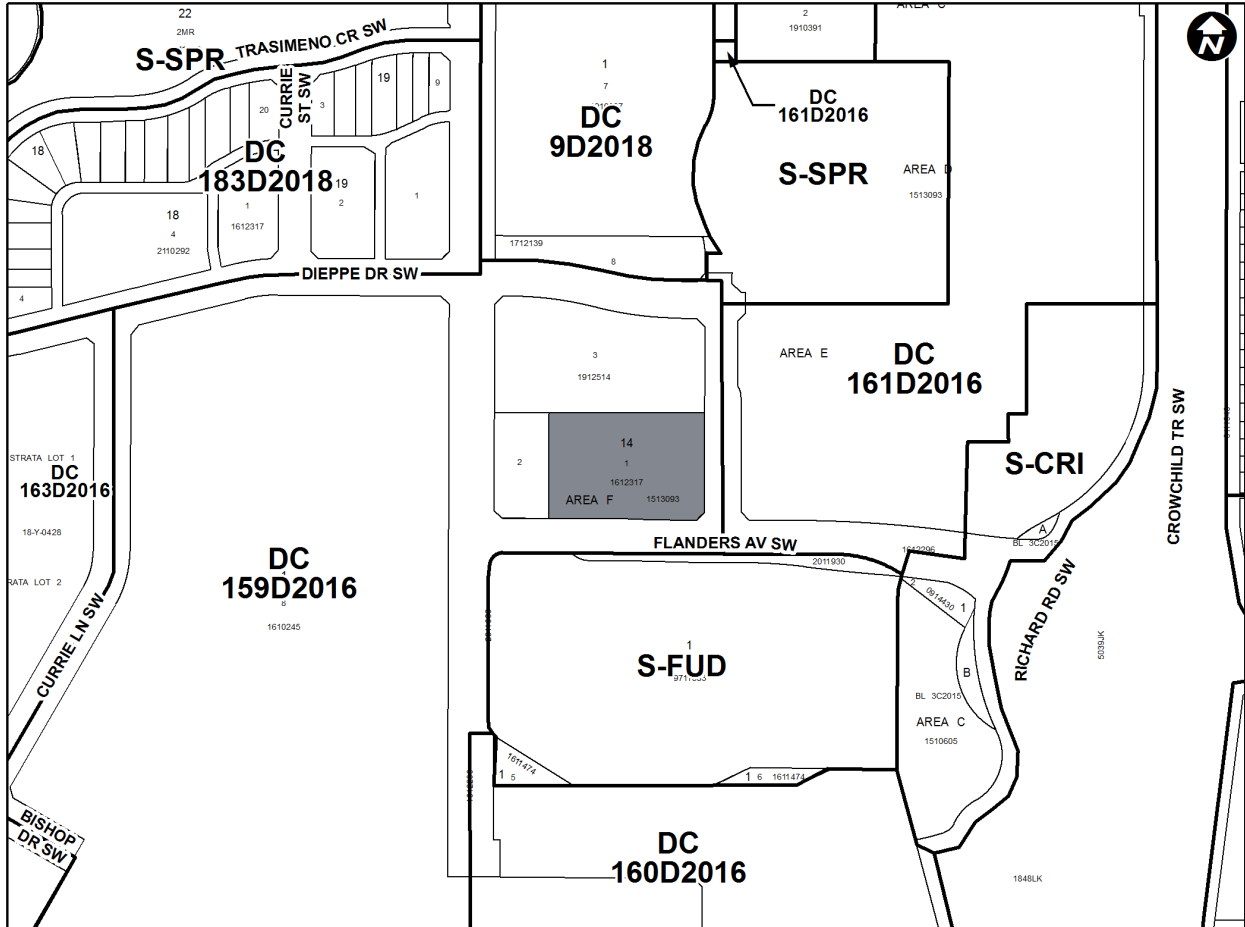 22
2MR
S-SPR
TRASIMENO CR SW
CURRIE
ST SW
19
9
3
20
18
DC
183D2018
19
2
1
1
1612317
18
4
2110292
4
DIEPPE DR SW
1
7
DC
9D2018
1712139
8
2
1910391
N
DC
161D2016
S-SPR
AREA D
1513093
AREA E
DC
161D2016
3
1912514
2
14
1
1612317
AREA F
1513093
S-CRI
CROWCHILD TR SW
A
BL 3C2015
FLANDERS AV SW
2011930
RICHARD RD SW
5039JK
STRATA LOT 1
DC
163D2016
18-Y-0428
RATA LOT 2
CURRIE LN SW
DC
159D2016
8
1610245
2
0914430
1
B
BL 3C2015
AREA C
1510605
1
S-FUD
1611474
1
5
1
6
1611474
BISHOP
DR SW
DC
160D2016
1848LK